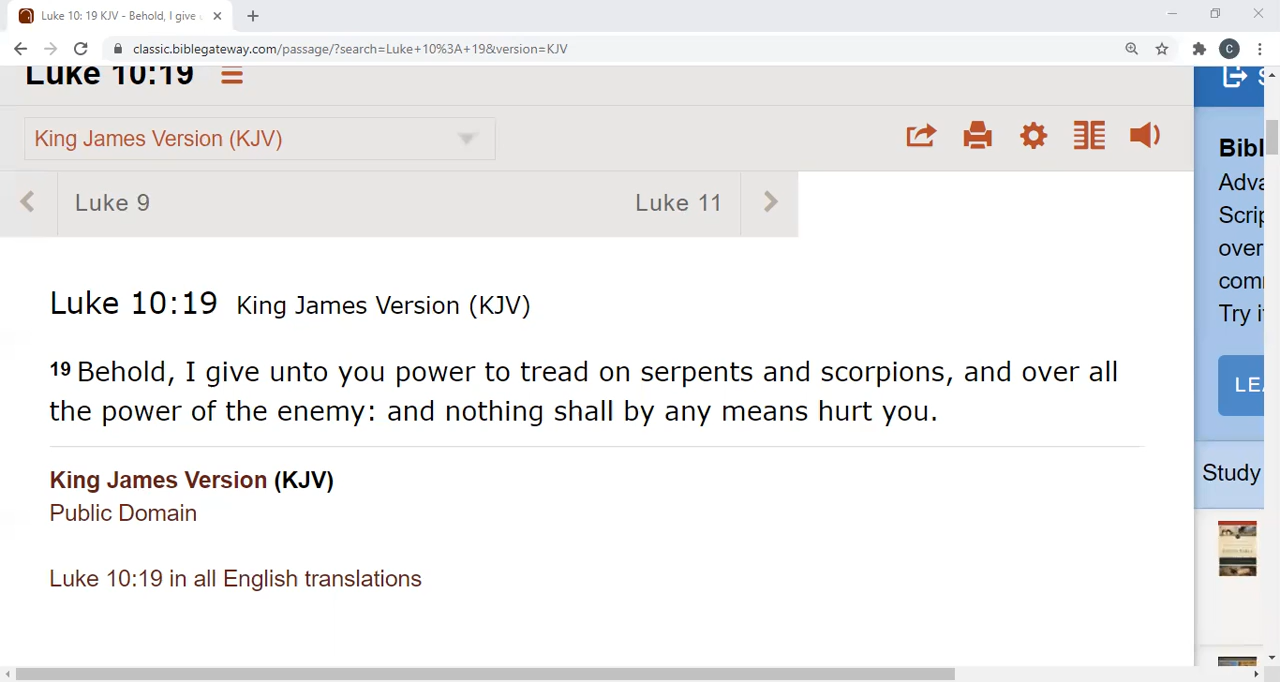 Luke 10: 19 KJV - Behold, I give
classic.biblegateway.com/passage/?search=Luke+10%3A+19&version=KJV
C
Luke 10:19
King James Version (KJV)
Bibl
Adva
Scrip
over
comm
Try i
Luke 9
Luke 11
Luke 10:19 King James Version (KJV)
19 Behold, I give unto you power to tread on serpents and scorpions, and over all
the power of the enemy: and nothing shall by any means hurt you.
LE
King James Version (KJV)
Public Domain
Study
Luke 10:19 in all English translations